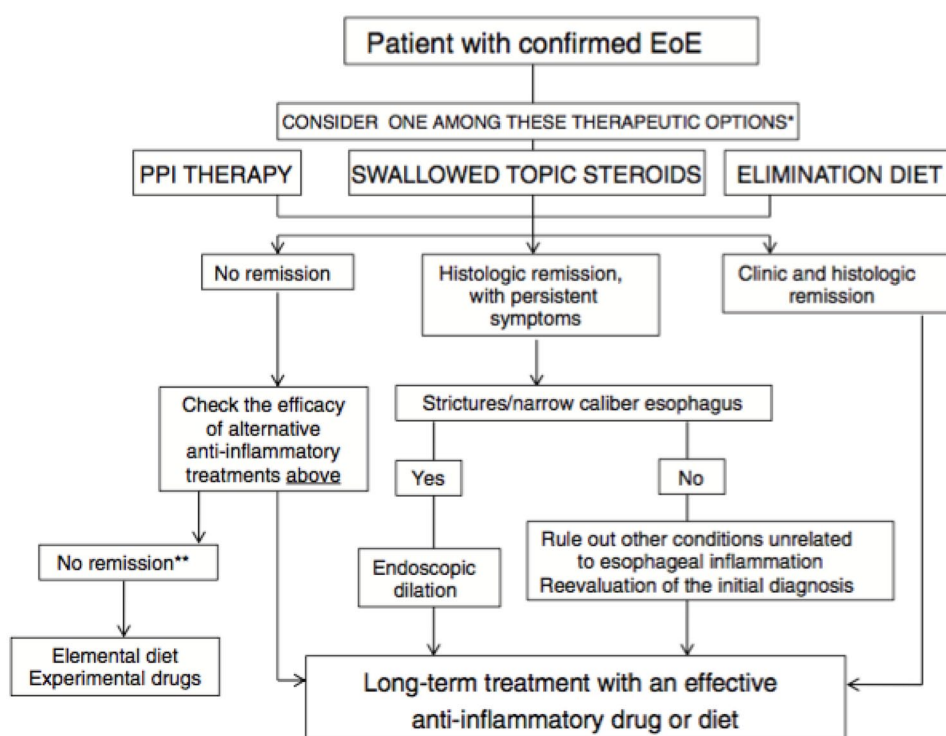 Patient with confirmed EoE
CONSIDER ONE AMONG THESE THERAPEUTIC OPTIONS*
PPI THERAPY
SWALLOWED TOPIC STEROIDS
ELIMINATION DIET
No remission
Histologic remission,
with persistent
symptoms
Clinic and histologic
remission
Check the efficacy
of alternative
anti-inflammatory
treatments above
Strictures/narrow caliber esophagus
Yes
No
No remission**
Endoscopic
dilation
Rule out other conditions unrelated
to esophageal inflammation
Reevaluation of the initial diagnosis
Elemental diet
Experimental drugs
Long-term treatment with an effective
anti-inflammatory drug or diet